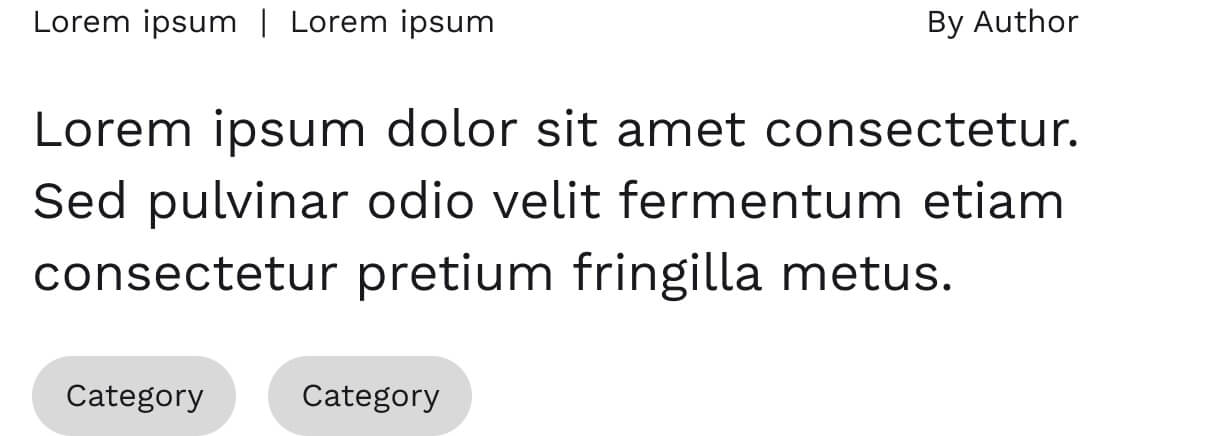 Lorem ipsum | Lorem ipsum By Author
Lorem ipsum dolor sit amet consectetur.
Sed pulvinar odio velit fermentum etiam
consectetur pretium fringilla metus.
Category Category